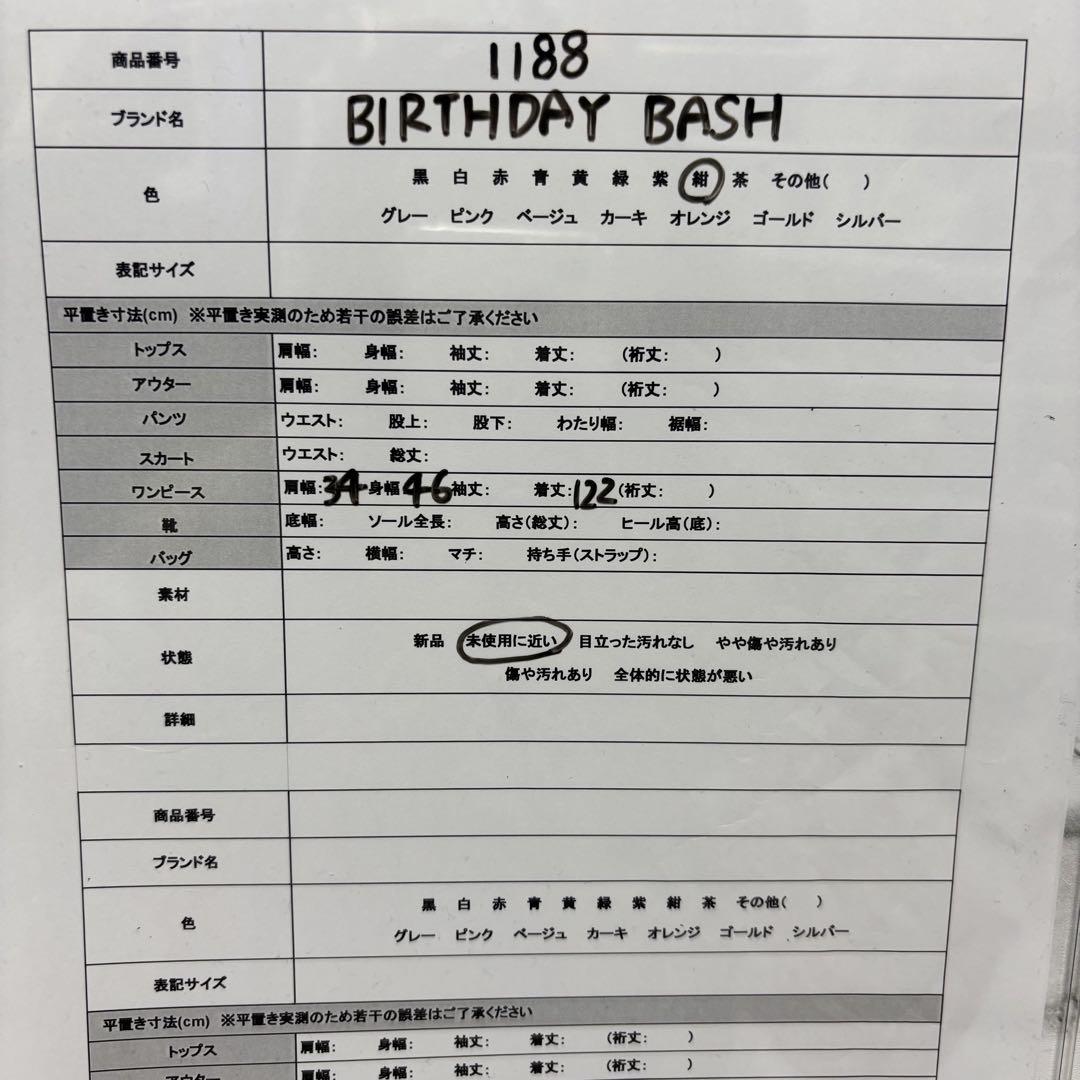 商品番号 1188
ブランド名 BIRTHDAY BASH
色 黒 白 赤 青 黄 緑 紫 紺 茶 その他( )
グレー ピンク ベージュ カーキ オレンジ ゴールド シルバー
表記サイズ
平置き寸法(cm) ※平置き実測のため若干の誤差はご了承ください
トップス 肩幅: 身幅: 袖丈: 着丈: (裄丈: )
アウター 肩幅: 身幅: 袖丈: 着丈: (裄丈: )
パンツ ウエスト: 股上: 股下: わたり幅: 裾幅:
スカート ウエスト: 総丈:
ワンピース 肩幅:34 身幅46 袖丈: 着丈:122 (裄丈: )
靴 底幅: ソール全長: 高さ(総丈): ヒール高(底):
バッグ 高さ: 横幅: マチ: 持ち手(ストラップ):
素材
状態 新品 未使用に近い 目立った汚れなし やや傷や汚れあり
傷や汚れあり 全体的に状態が悪い
詳細
商品番号
ブランド名
色 黒 白 赤 青 黄 緑 紫 紺 茶 その他( )
グレー ピンク ベージュ カーキ オレンジ ゴールド シルバー
表記サイズ
平置き寸法(cm) ※平置き実測のため若干の誤差はご了承ください
トップス 肩幅: 身幅: 袖丈: 着丈: (裄丈: )
アウター 肩幅: 身幅: 袖丈: 着丈: (裄丈: )